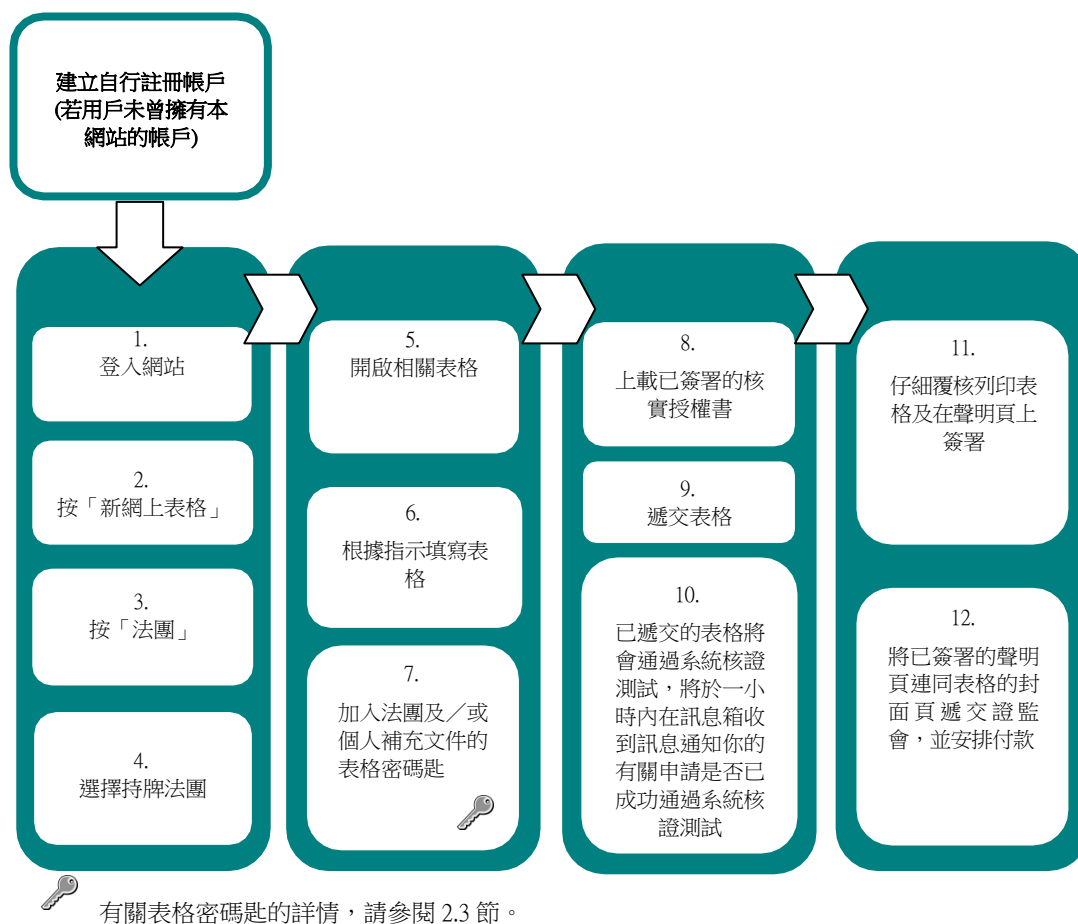 建立自行註冊帳戶
(若用戶未曾擁有本
網站的帳戶)
1.
登入網站
2.
按「新網上表格」
3.
按「法團」
4.
選擇持牌法團
5.
開啟相關表格
6.
根據指示填寫表
格
7.
加入法團及／或
個人補充文件的
表格密碼匙
8.
上載已簽署的核
實授權書
9.
遞交表格
10.
已遞交的表格將
會通過系統核證
測試，將於一小
時內在訊息箱收
到訊息通知你的
有關申請是否已
成功通過系統核
證測試
11.
仔細覆核列印表
格及在聲明頁上
簽署
12.
將已簽署的聲明
頁連同表格的封
面頁遞交證監
會，並安排付款
有關表格密碼匙的詳情，請參閱 2.3 節。